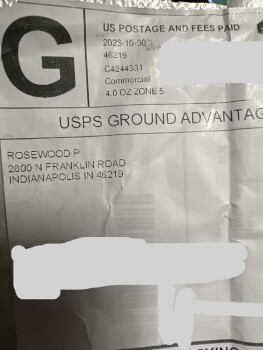 G
US POSTAGE AND FEES PAID
2023-10-30
46219
C4244331
Commercial
4.0 OZ ZONE 5
USPS GROUND ADVANTAG
ROSEWOOD P
2800 N FRANKLIN ROAD
INDIANAPOLIS IN 46219